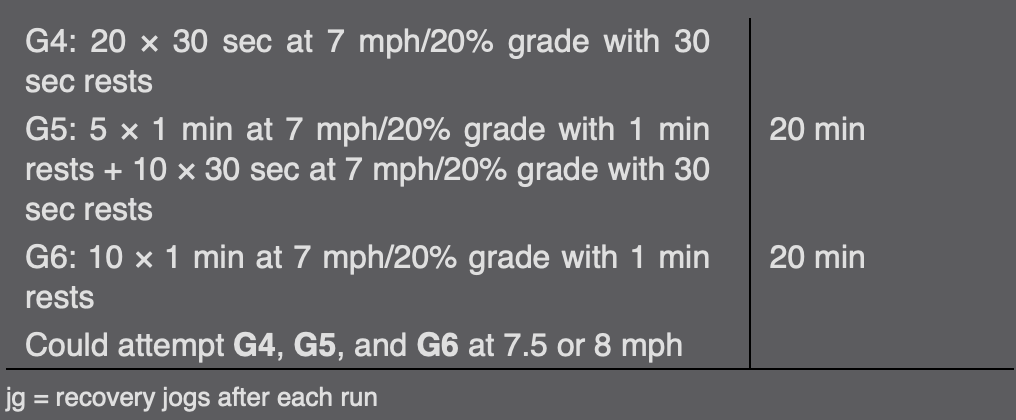 G4: 20 × 30 sec at 7 mph/20% grade with 30
sec rests
G5: 5 × 1 min at 7 mph/20% grade with 1 min
20 min
rests + 10 × 30 sec at 7 mph/20% grade with 30
sec rests
G6: 10 × 1 min at 7 mph/20% grade with 1 min
20 min
rests
Could attempt G4, G5, and G6 at 7.5 or 8 mph
jg = recovery jogs after each run